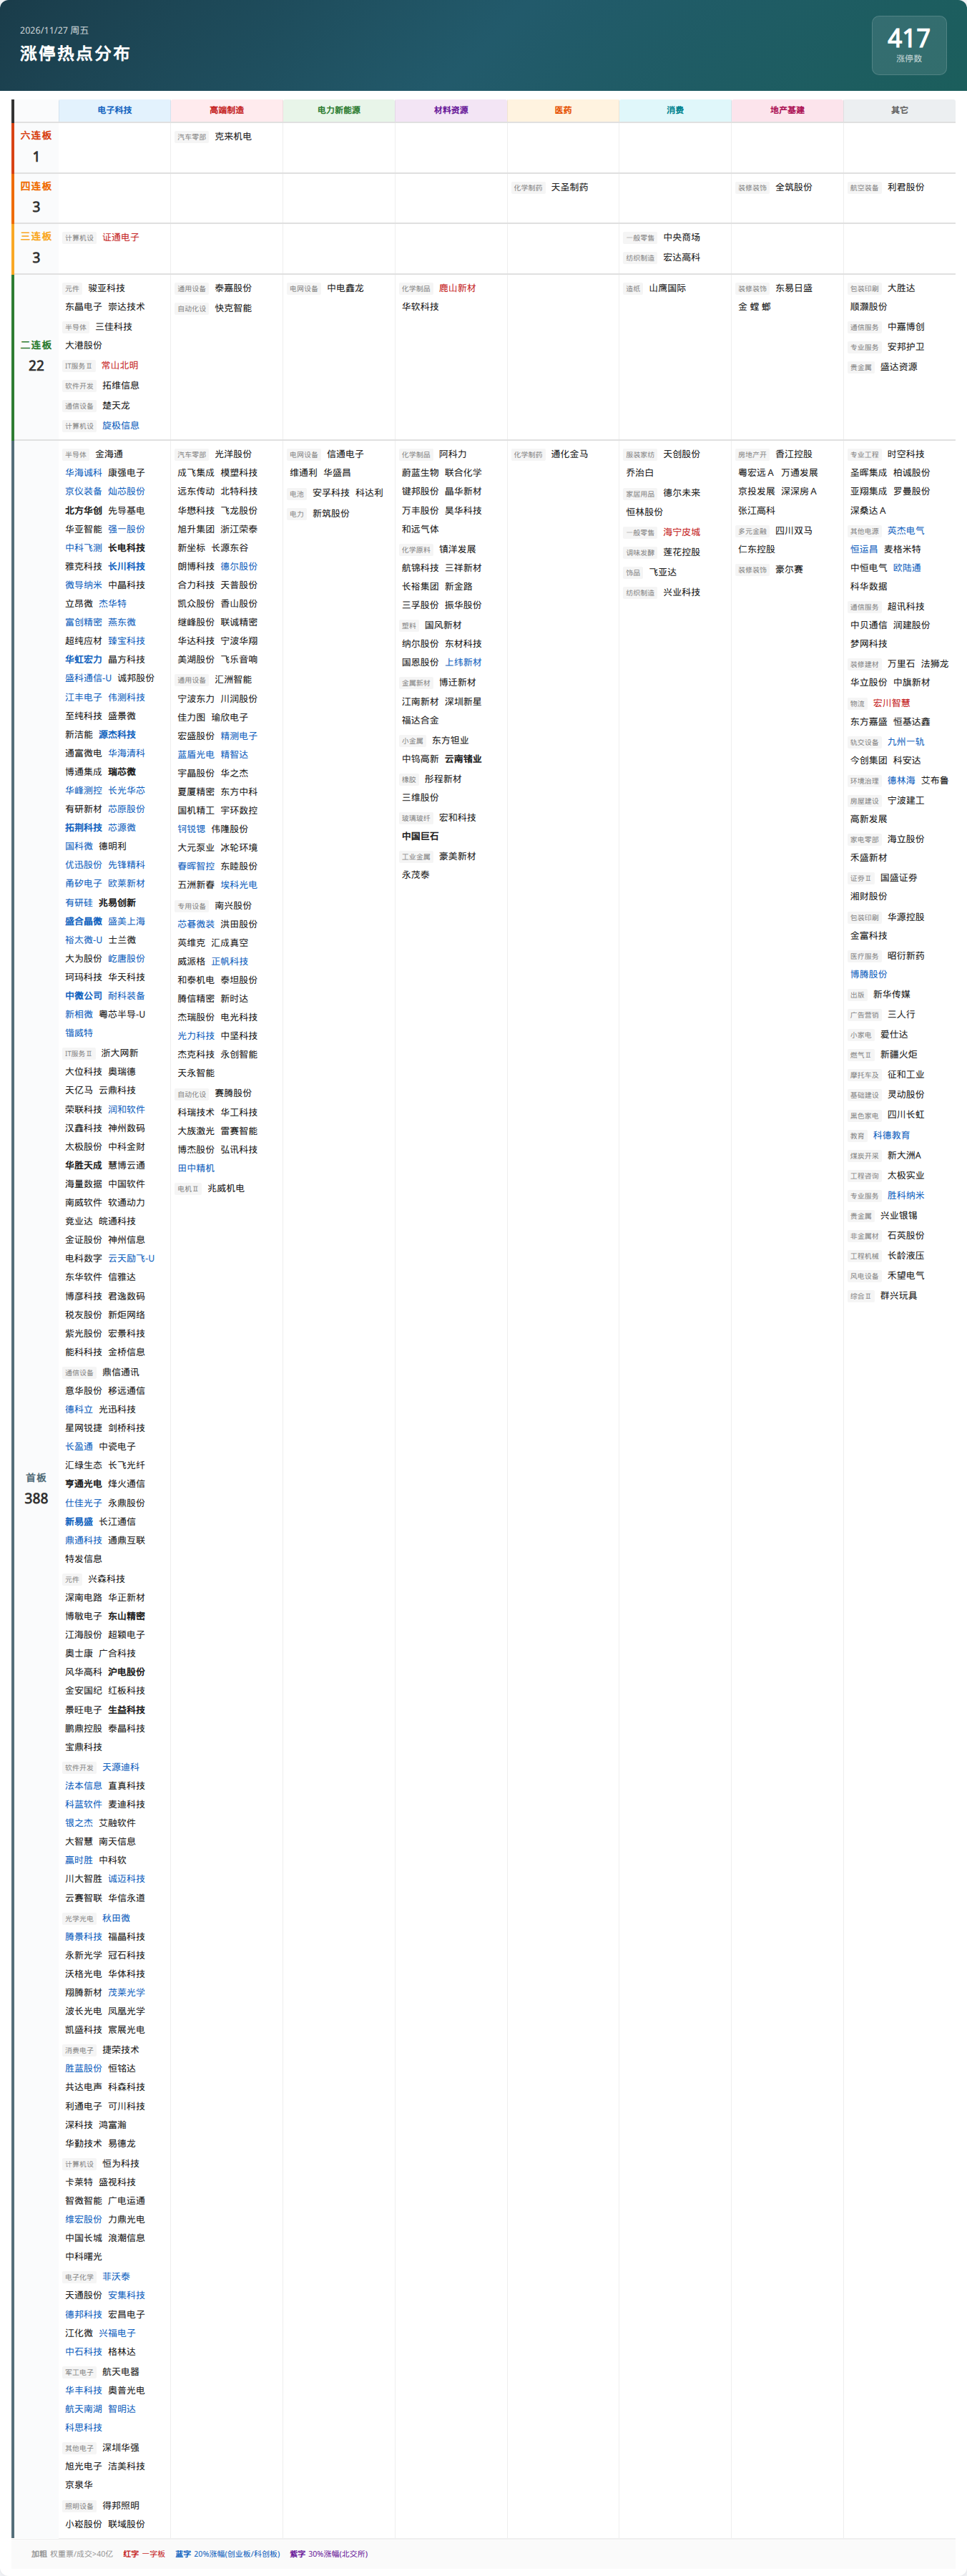 2026/11/27 周五
涨停热点分布
417
涨停数
电子科技 高端制造 电力新能源 材料资源 医药 消费 地产基建 其它
六连板
1
汽车零部 克来机电
四连板
3
化学制药 天圣制药
装修装饰 全筑股份
航空装备 利君股份
三连板
3
计算机设 证通电子
一般零售 中央商场
纺织制造 宏达高科
二连板
22
元件 骏亚科技
东晶电子 崇达技术
半导体 三佳科技
大港股份
IT服务Ⅱ 常山北明
软件开发 拓维信息
通信设备 楚天龙
计算机设 旋极信息
通用设备 泰嘉股份
自动化设 快克智能
电网设备 中电鑫龙
化学制品 鹿山新材
华软科技
造纸 山鹰国际
装修装饰 东易日盛
金 螳 螂
包装印刷 大胜达
顺灏股份
通信服务 中嘉博创
专业服务 安邦护卫
贵金属 盛达资源
首板
388
半导体 金海通
华海诚科 康强电子
京仪装备 灿芯股份
北方华创 先导基电
华亚智能 强一股份
中科飞测 长电科技
雅克科技 长川科技
微导纳米 中晶科技
立昂微 杰华特
富创精密 燕东微
超纯应材 臻宝科技
华虹宏力 晶方科技
盛科通信-U 诚邦股份
江丰电子 伟测科技
至纯科技 盛景微
新洁能 源杰科技
通富微电 华海清科
博通集成 瑞芯微
华峰测控 长光华芯
有研新材 芯原股份
拓荆科技 芯源微
国科微 德明利
优迅股份 先锋精科
甬矽电子 欧莱新材
有研硅 兆易创新
盛合晶微 盛美上海
裕太微-U 士兰微
大为股份 屹唐股份
珂玛科技 华天科技
中微公司 耐科装备
新相微 粤芯半导-U
锴威特
IT服务Ⅱ 浙大网新
大位科技 奥瑞德
天亿马 云鼎科技
荣联科技 润和软件
汉鑫科技 神州数码
太极股份 中科金财
华胜天成 慧博云通
海量数据 中国软件
南威软件 软通动力
竞业达 皖通科技
金证股份 神州信息
电科数字 云天励飞-U
东华软件 信雅达
博彦科技 君逸数码
税友股份 新炬网络
紫光股份 宏景科技
能科科技 金桥信息
通信设备 鼎信通讯
意华股份 移远通信
德科立 光迅科技
星网锐捷 剑桥科技
长盈通 中瓷电子
汇绿生态 长飞光纤
亨通光电 烽火通信
仕佳光子 永鼎股份
新易盛 长江通信
鼎通科技 通鼎互联
特发信息
元件 兴森科技
深南电路 华正新材
博敏电子 东山精密
江海股份 超颖电子
奥士康 广合科技
风华高科 沪电股份
金安国纪 红板科技
景旺电子 生益科技
鹏鼎控股 泰晶科技
宝鼎科技
软件开发 天源迪科
法本信息 直真科技
科蓝软件 麦迪科技
银之杰 艾融软件
大智慧 南天信息
赢时胜 中科软
川大智胜 诚迈科技
云赛智联 华信永道
光学光电 秋田微
腾景科技 福晶科技
永新光学 冠石科技
沃格光电 华体科技
翔腾新材 茂莱光学
波长光电 凤凰光学
凯盛科技 宸展光电
消费电子 捷荣技术
胜蓝股份 恒铭达
共达电声 科森科技
利通电子 可川科技
深科技 鸿富瀚
华勤技术 易德龙
计算机设 恒为科技
卡莱特 盛视科技
智微智能 广电运通
维宏股份 力鼎光电
中国长城 浪潮信息
中科曙光
电子化学 菲沃泰
天通股份 安集科技
德邦科技 宏昌电子
江化微 兴福电子
中石科技 格林达
军工电子 航天电器
华丰科技 奥普光电
航天南湖 智明达
科思科技
其他电子 深圳华强
旭光电子 洁美科技
京泉华
照明设备 得邦照明
小崧股份 联域股份
汽车零部 光洋股份
成飞集成 模塑科技
远东传动 北特科技
华懋科技 飞龙股份
旭升集团 浙江荣泰
新坐标 长源东谷
朗博科技 德尔股份
合力科技 天普股份
凯众股份 香山股份
继峰股份 联诚精密
华达科技 宁波华翔
美湖股份 飞乐音响
通用设备 汇洲智能
宁波东力 川润股份
佳力图 瑜欣电子
宏盛股份 精测电子
蓝盾光电 精智达
宇晶股份 华之杰
夏厦精密 东方中科
国机精工 宇环数控
钶锐锶 伟隆股份
大元泵业 冰轮环境
春晖智控 东睦股份
五洲新春 埃科光电
专用设备 南兴股份
芯碁微装 洪田股份
英维克 汇成真空
威派格 正帆科技
和泰机电 泰坦股份
腾信精密 新时达
杰瑞股份 电光科技
光力科技 中坚科技
杰克科技 永创智能
天永智能
自动化设 赛腾股份
科瑞技术 华工科技
大族激光 雷赛智能
博杰股份 弘讯科技
田中精机
电机Ⅱ 兆威机电
电网设备 信通电子
维通利 华盛昌
电池 安孚科技 科达利
电力 新筑股份
化学制品 阿科力
蔚蓝生物 联合化学
键邦股份 晶华新材
万丰股份 昊华科技
和远气体
化学原料 镇洋发展
航锦科技 三祥新材
长裕集团 新金路
三孚股份 振华股份
塑料 国风新材
纳尔股份 东材科技
国恩股份 上纬新材
金属新材 博迁新材
江南新材 深圳新星
福达合金
小金属 东方钽业
中钨高新 云南锗业
橡胶 彤程新材
三维股份
玻璃玻纤 宏和科技
中国巨石
工业金属 豪美新材
永茂泰
化学制药 通化金马
服装家纺 天创股份
乔治白
家居用品 德尔未来
恒林股份
一般零售 海宁皮城
调味发酵 莲花控股
饰品 飞亚达
纺织制造 兴业科技
房地产开 香江控股
粤宏远Ａ 万通发展
京投发展 深深房Ａ
张江高科
多元金融 四川双马
仁东控股
装修装饰 豪尔赛
专业工程 时空科技
圣晖集成 柏诚股份
亚翔集成 罗曼股份
深桑达Ａ
其他电源 英杰电气
恒运昌 麦格米特
中恒电气 欧陆通
科华数据
通信服务 超讯科技
中贝通信 润建股份
梦网科技
装修建材 万里石 法狮龙
华立股份 中旗新材
物流 宏川智慧
东方嘉盛 恒基达鑫
轨交设备 九州一轨
今创集团 科安达
环境治理 德林海 艾布鲁
房屋建设 宁波建工
高新发展
家电零部 海立股份
禾盛新材
证券Ⅱ 国盛证券
湘财股份
包装印刷 华源控股
金富科技
医疗服务 昭衍新药
博腾股份
出版 新华传媒
广告营销 三人行
小家电 爱仕达
燃气Ⅱ 新疆火炬
摩托车及 征和工业
基础建设 灵动股份
黑色家电 四川长虹
教育 科德教育
煤炭开采 新大洲A
工程咨询 太极实业
专业服务 胜科纳米
贵金属 兴业银锡
非金属材 石英股份
工程机械 长龄液压
风电设备 禾望电气
综合Ⅱ 群兴玩具
加粗 权重票/成交>40亿 红字 一字板 蓝字 20%涨幅(创业板/科创板) 紫字 30%涨幅(北交所)